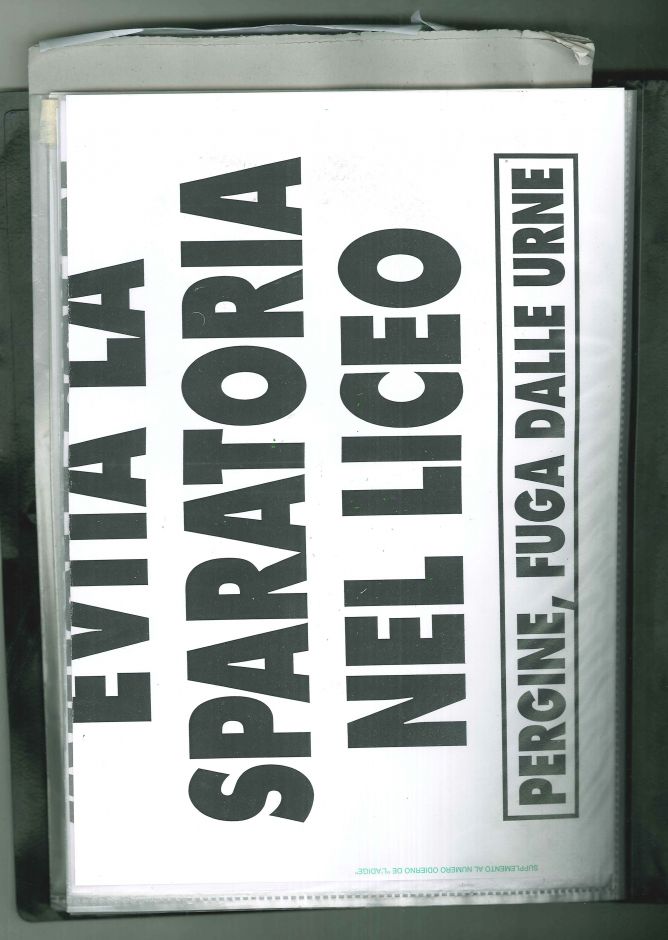 EVITA LA
SPARATORIA
NEL LICEO
PERGINE, FUGA DALLE URNE
SUPPLEMENTO AL NUMERO ODIERNO DE "L'ADIGE"